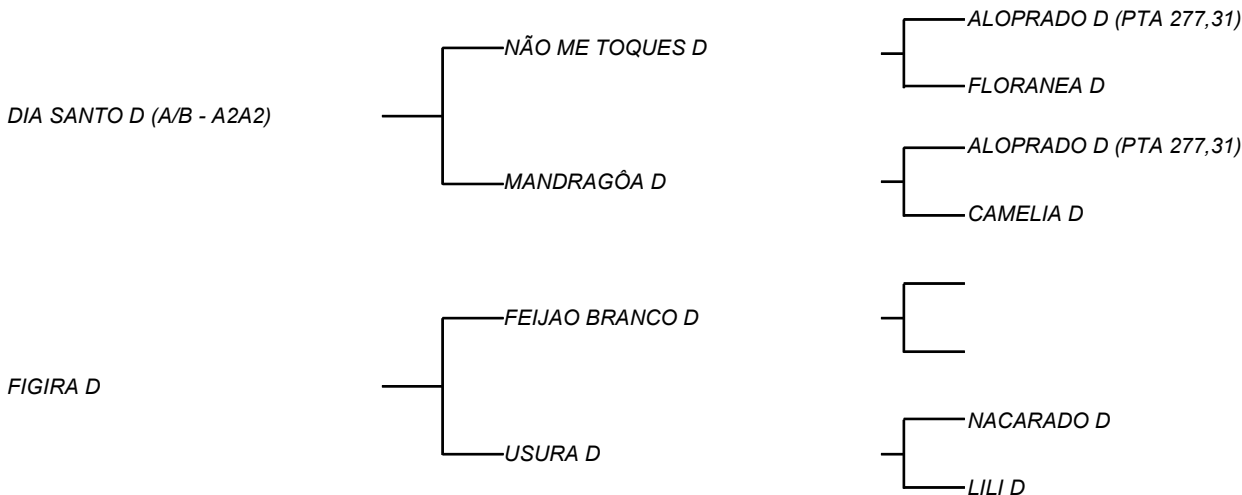 ALOPRADO D (PTA 277,31)
NÃO ME TOQUES D
FLORANEA D
DIA SANTO D (A/B - A2A2)
ALOPRADO D (PTA 277,31)
MANDRAGÔA D
CAMELIA D
FEIJAO BRANCO D
FIGIRA D
NACARADO D
USURA D
LILI D